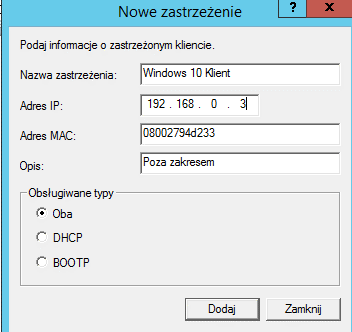 Nowe zastrzeżenie
? X
Podaj informacje o zastrzeżonym kliencie.
Nazwa zastrzeżenia: Windows 10 Klient
Adres IP: 192 . 168 . 0 . 3
Adres MAC: 08002794d233
Opis: Poza zakresem
Obsługiwane typy
Oba
DHCP
BOOTP
Dodaj Zamknij